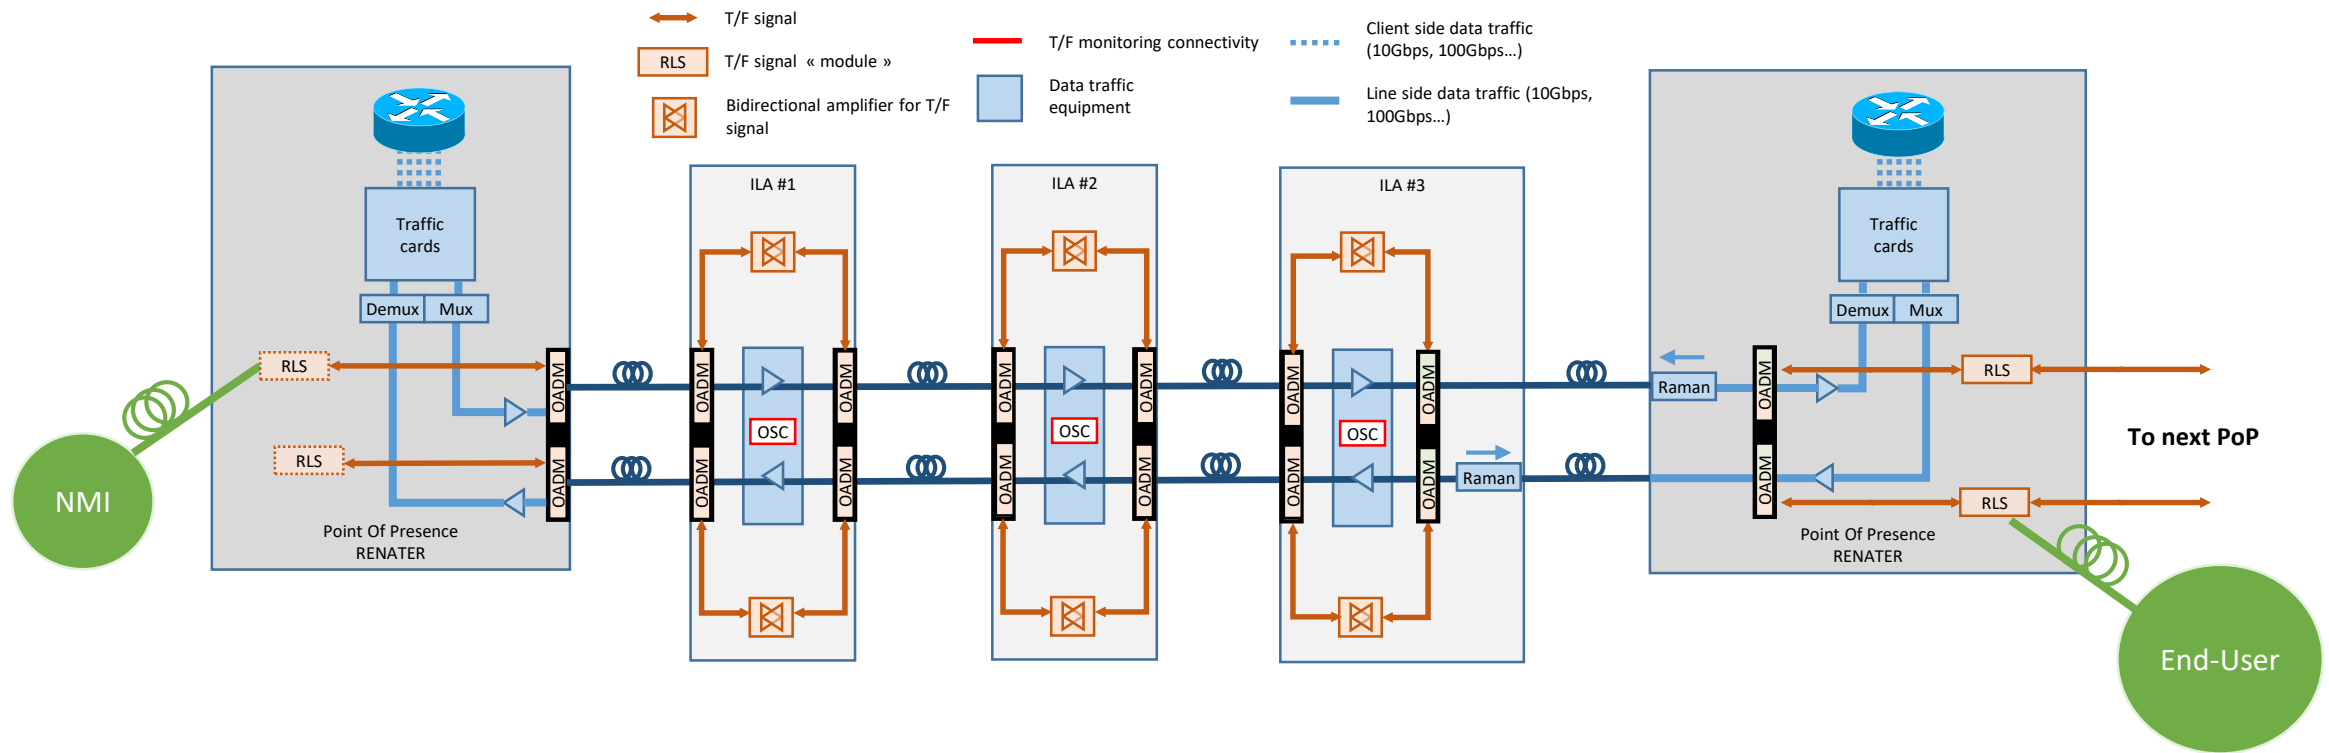 T/F signal
RLS
T/F signal « module »
Bidirectional amplifier for T/F
signal
T/F monitoring connectivity
Data traffic
equipment
Client side data traffic
(10Gbps, 100Gbps…)
Line side data traffic (10Gbps,
100Gbps…)
Traffic
cards
Demux
Mux
RLS
RLS
OADM
OADM
Point Of Presence
RENATER
NMI
ILA #1
OADM
OADM
OSC
OADM
OADM
ILA #2
OADM
OADM
OSC
OADM
OADM
ILA #3
OADM
OADM
OSC
OADM
OADM
Raman
Raman
Traffic
cards
Demux
Mux
OADM
OADM
RLS
RLS
Point Of Presence
RENATER
To next PoP
End-User